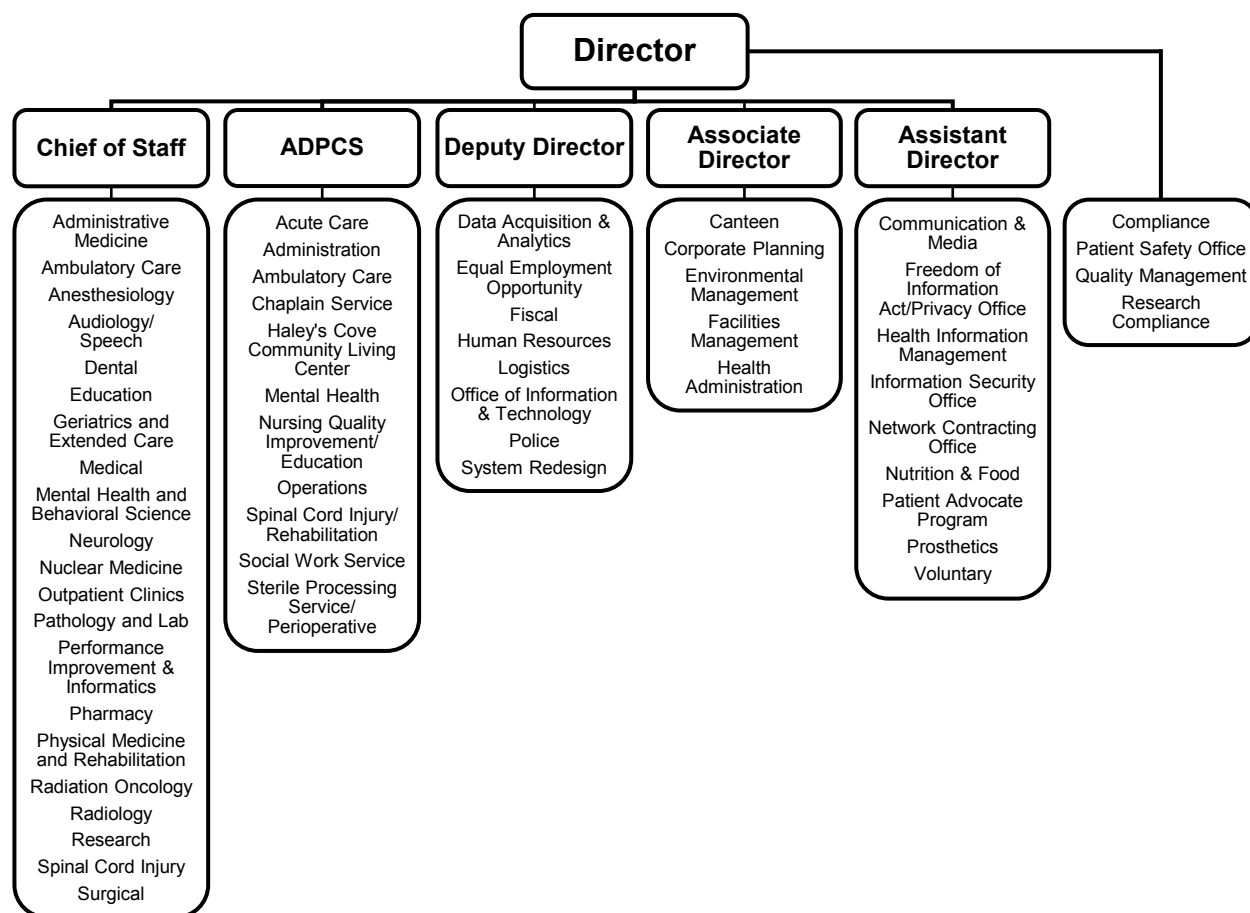 Director
Chief of Staff
ADPCS
Deputy Director
Associate
Director
Assistant
Director
Administrative
Medicine
Ambulatory Care
Anesthesiology
Audiology/
Speech
Dental
Education
Geriatrics and
Extended Care
Medical
Mental Health and
Behavioral Science
Neurology
Nuclear Medicine
Outpatient Clinics
Pathology and Lab
Performance
Improvement &
Informatics
Pharmacy
Physical Medicine
and Rehabilitation
Radiation Oncology
Radiology
Research
Spinal Cord Injury
Surgical
Acute Care
Administration
Ambulatory Care
Chaplain Service
Haley's Cove
Community Living
Center
Mental Health
Nursing Quality
Improvement/
Education
Operations
Spinal Cord Injury/
Rehabilitation
Social Work Service
Sterile Processing
Service/
Perioperative
Data Acquisition &
Analytics
Equal Employment
Opportunity
Fiscal
Human Resources
Logistics
Office of Information
& Technology
Police
System Redesign
Canteen
Corporate Planning
Environmental
Management
Facilities
Management
Health
Administration
Communication &
Media
Freedom of
Information
Act/Privacy Office
Health Information
Management
Information Security
Office
Network Contracting
Office
Nutrition & Food
Patient Advocate
Program
Prosthetics
Voluntary
Compliance
Patient Safety Office
Quality Management
Research
Compliance